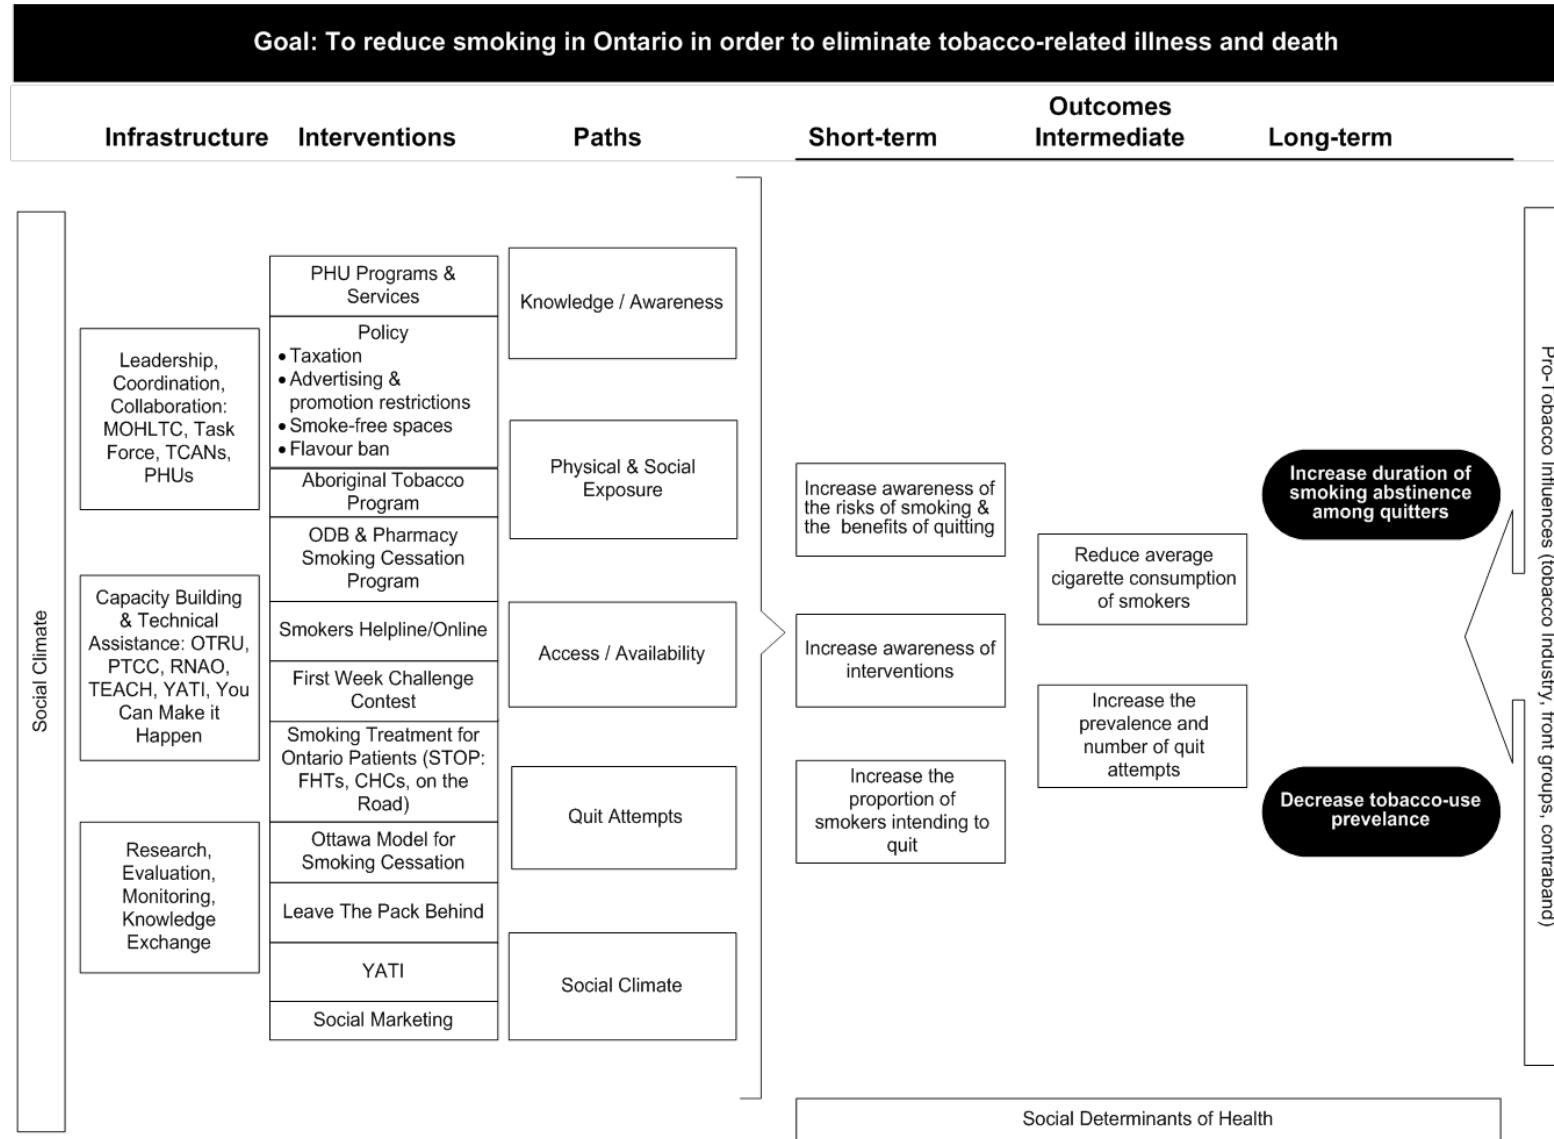 Goal: To reduce smoking in Ontario in order to eliminate tobacco-related illness and death
Infrastructure
Interventions
Paths
Outcomes
Short-term
Intermediate
Long-term
Social Climate
Leadership,
Coordination,
Collaboration:
MOHLTC, Task
Force, TCANs,
PHUs
Capacity Building
& Technical
Assistance: OTRU,
PTCC, RNAO,
TEACH, YATI, You
Can Make it
Happen
Research,
Evaluation,
Monitoring,
Knowledge
Exchange
PHU Programs &
Services
Policy
• Taxation
• Advertising &
promotion restrictions
• Smoke-free spaces
• Flavour ban
Aboriginal Tobacco
Program
ODB & Pharmacy
Smoking Cessation
Program
Smokers Helpline/Online
First Week Challenge
Contest
Smoking Treatment for
Ontario Patients (STOP:
FHTs, CHCs, on the
Road)
Ottawa Model for
Smoking Cessation
Leave The Pack Behind
YATI
Social Marketing
Knowledge / Awareness
Physical & Social
Exposure
Access / Availability
Quit Attempts
Social Climate
Increase awareness of
the risks of smoking &
the benefits of quitting
Increase awareness of
interventions
Increase the
proportion of
smokers intending to
quit
Reduce average
cigarette consumption
of smokers
Increase the
prevalence and
number of quit
attempts
Increase duration of
smoking abstinence
among quitters
Decrease tobacco-use
prevelance
Pro-Tobacco Influences (tobacco Industry, front groups, contraband)
Social Determinants of Health